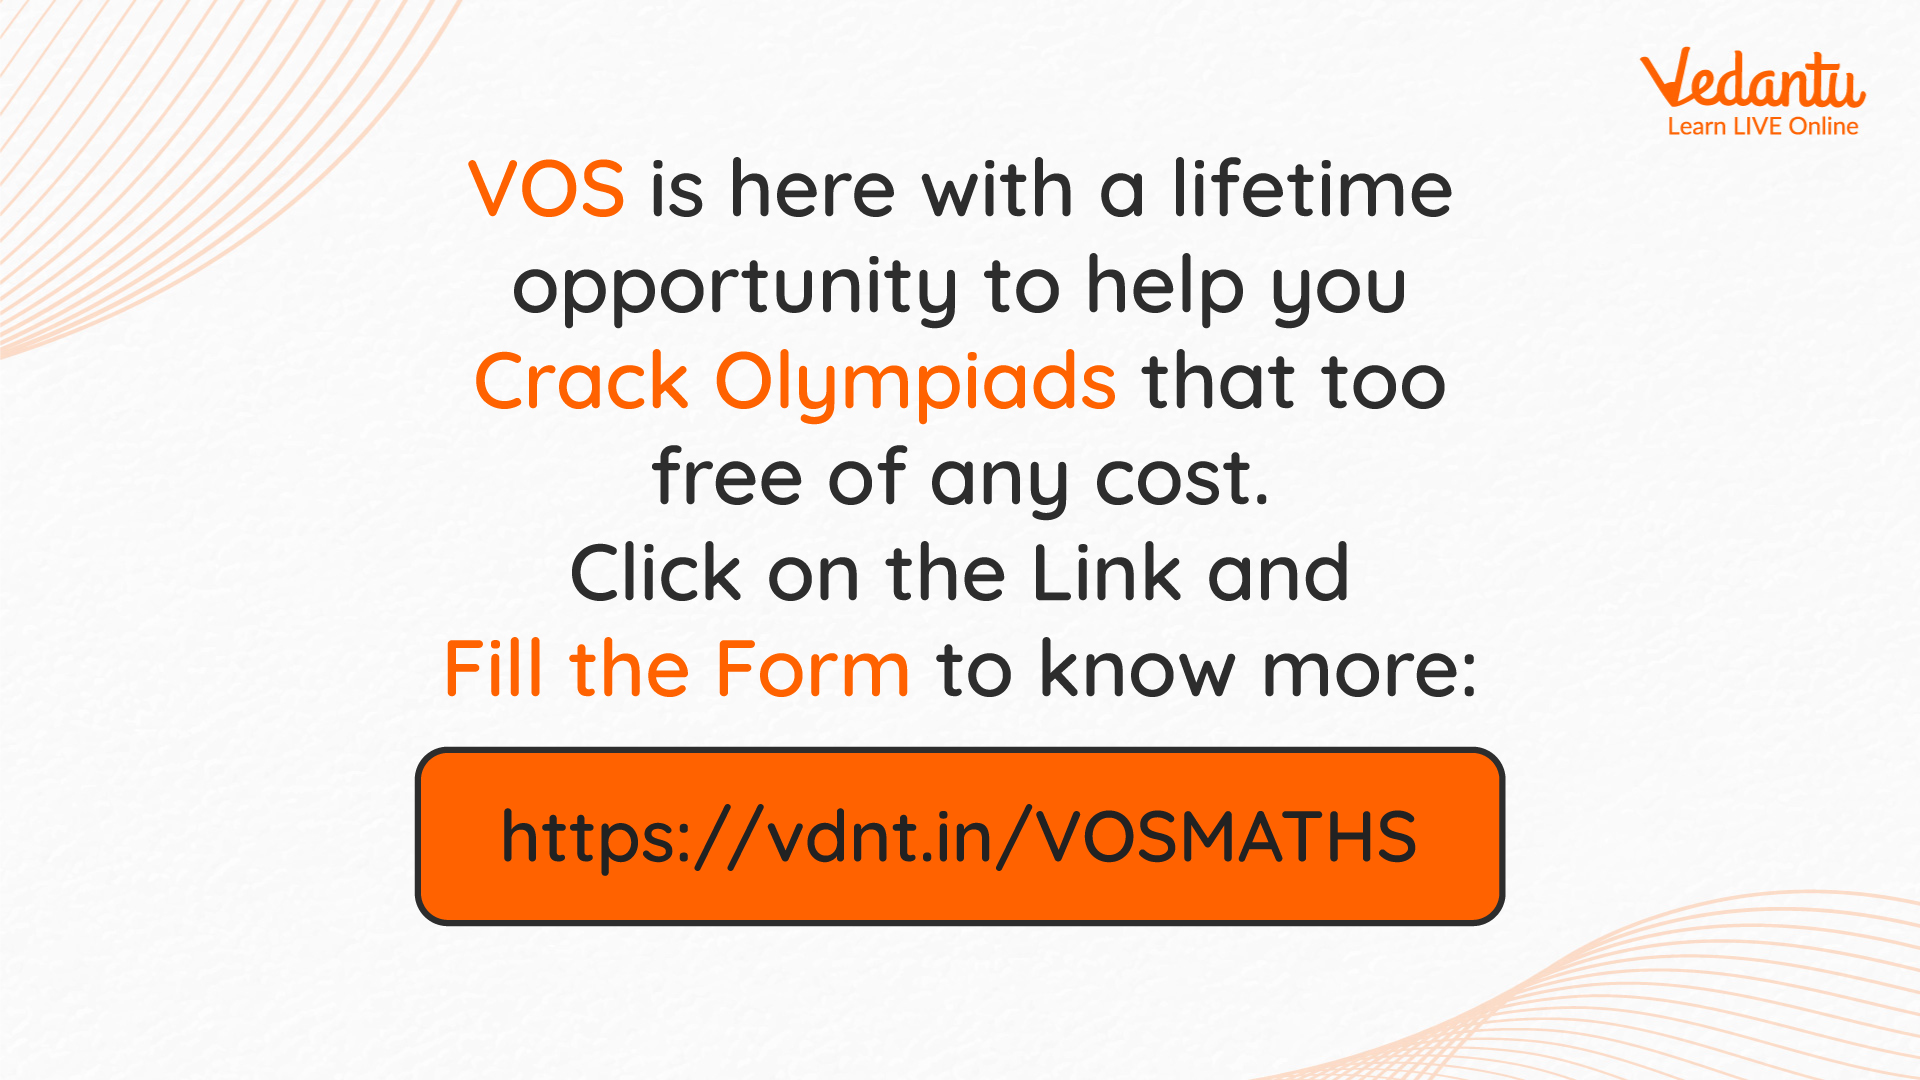 Vedantu
Learn LIVE Online
VOS is here with a lifetime
opportunity to help you
Crack Olympiads that too
free of any cost.
Click on the Link and
Fill the Form to know more:
https://vdnt.in/VOSMATHS